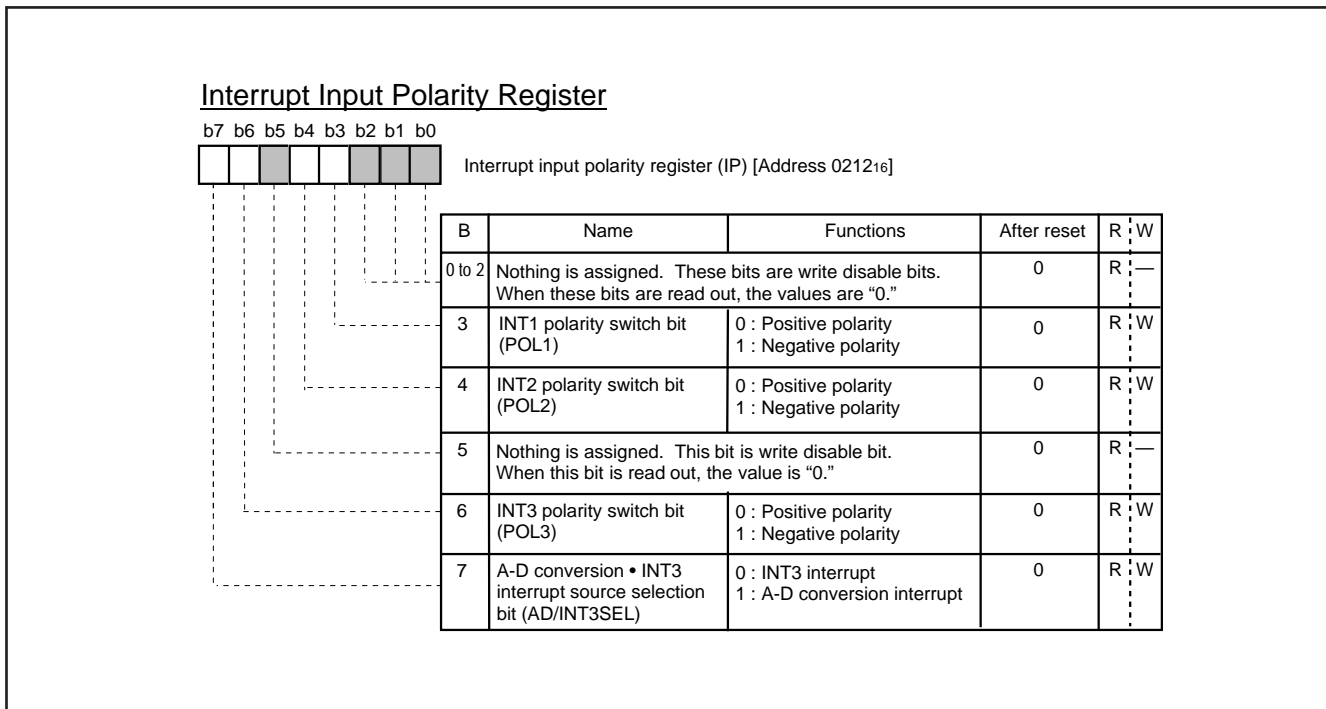 Interrupt Input Polarity Register
b7 b6 b5 b4 b3 b2 b1 b0
Interrupt input polarity register (IP) [Address 021216]
B Name Functions After reset R W
0 to 2 Nothing is assigned. These bits are write disable bits. 0 R —
When these bits are read out, the values are “0.”
3 INT1 polarity switch bit 0 : Positive polarity 0 R W
(POL1) 1 : Negative polarity
4 INT2 polarity switch bit 0 : Positive polarity 0 R W
(POL2) 1 : Negative polarity
5 Nothing is assigned. This bit is write disable bit. 0 R —
When this bit is read out, the value is “0.”
6 INT3 polarity switch bit 0 : Positive polarity 0 R W
(POL3) 1 : Negative polarity
7 A-D conversion • INT3 0 : INT3 interrupt 0 R W
interrupt source selection 1 : A-D conversion interrupt
bit (AD/INT3SEL)